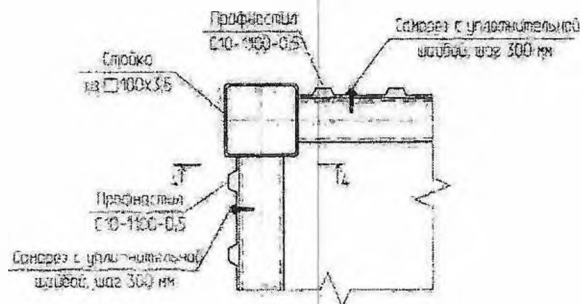 Профнастил
С10-1100-0,5
Саморез с уплотнительной
шайбой, шаг 300 мм
Стойка
из □100х3,5
4
Профнастил
С10-1100-0,5
Саморез с уплотнительной
шайбой, шаг 300 мм